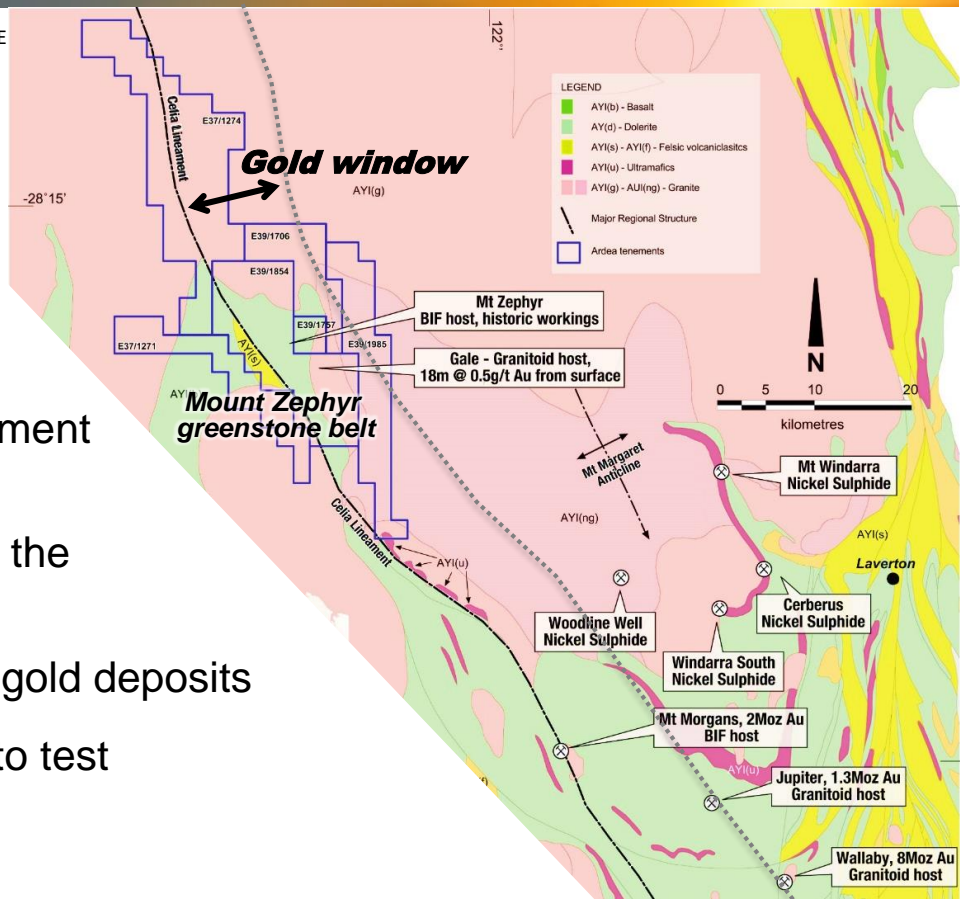 E
122°
LEGEND
AYI(b) - Basalt
AY(d) - Dolerite
AYI(s) - AYI(f) - Felsic volcaniclasitcs
AYI(u) - Ultramafics
AYI(g) - AUI(ng) - Granite
Major Regional Structure
Ardea tenements
Celia Lineament
E37/1274
Gold window
AYI(g)
-28°15'
E39/1706
E39/1854
Mt Zephyr
BIF host, historic workings
E39/1757
E39/1985
E37/1271
AYI(s)
Gale - Granitoid host,
18m @ 0.5g/t Au from surface
N
0 5 10 20
kilometres
Mount Zephyr
greenstone belt
ment
Mt Margaret
Anticline
Mt Windarra
Nickel Sulphide
AYI(ng)
AYI(s)
Laverton
the
Celia Lineament
AYI(u)
Woodline Well
Nickel Sulphide
Cerberus
Nickel Sulphide
Windarra South
Nickel Sulphide
gold deposits
to test
Mt Morgans, 2Moz Au
BIF host
AYI(u)
Jupiter, 1.3Moz Au
Granitoid host
Wallaby, 8Moz Au
Granitoid host